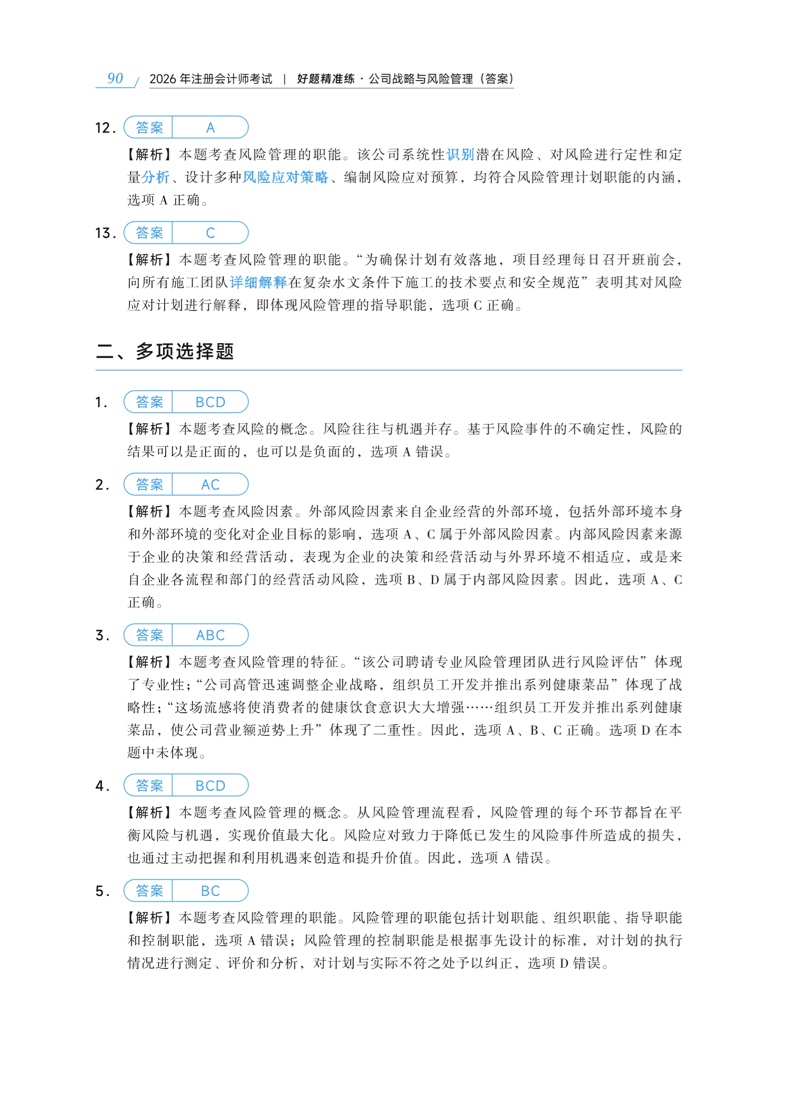 90 2026年注册会计师考试 | 好题精准练·公司战略与风险管理（答案）
12. 答案 A
【解析】本题考查风险管理的职能。该公司系统性识别潜在风险、对风险进行定性和定
量分析、设计多种风险应对策略、编制风险应对预算，均符合风险管理计划职能的内涵，
选项 A 正确。
13. 答案 C
【解析】本题考查风险管理的职能。“为确保计划有效落地，项目经理每日召开班前会，
向所有施工团队详细解释在复杂水文条件下施工的技术要点和安全规范”表明其对风险
应对计划进行解释，即体现风险管理的指导职能，选项 C 正确。
二、多项选择题
1. 答案 BCD
【解析】本题考查风险的概念。风险往往与机遇并存。基于风险事件的不确定性，风险的
结果可以是正面的，也可以是负面的，选项 A 错误。
2. 答案 AC
【解析】本题考查风险因素。外部风险因素来自企业经营的外部环境，包括外部环境本身
和外部环境的变化对企业目标的影响，选项 A、C 属于外部风险因素。内部风险因素来源
于企业的决策和经营活动，表现为企业的决策和经营活动与外界环境不相适应，或是来
自企业各流程和部门的经营活动风险，选项 B、D 属于内部风险因素。因此，选项 A、C
正确。
3. 答案 ABC
【解析】本题考查风险管理的特征。“该公司聘请专业风险管理团队进行风险评估”体现
了专业性；“公司高管迅速调整企业战略，组织员工开发并推出系列健康菜品”体现了战
略性；“这场流感将使消费者的健康饮食意识大大增强……组织员工开发并推出系列健康
菜品，使公司营业额逆势上升”体现了二重性。因此，选项 A、B、C 正确。选项 D 在本
题中未体现。
4. 答案 BCD
【解析】本题考查风险管理的概念。从风险管理流程看，风险管理的每个环节都旨在平
衡风险与机遇，实现价值最大化。风险应对致力于降低已发生的风险事件所造成的损失，
也通过主动把握和利用机遇来创造和提升价值。因此，选项 A 错误。
5. 答案 BC
【解析】本题考查风险管理的职能。风险管理的职能包括计划职能、组织职能、指导职能
和控制职能，选项 A 错误；风险管理的控制职能是根据事先设计的标准，对计划的执行
情况进行测定、评价和分析，对计划与实际不符之处予以纠正，选项 D 错误。